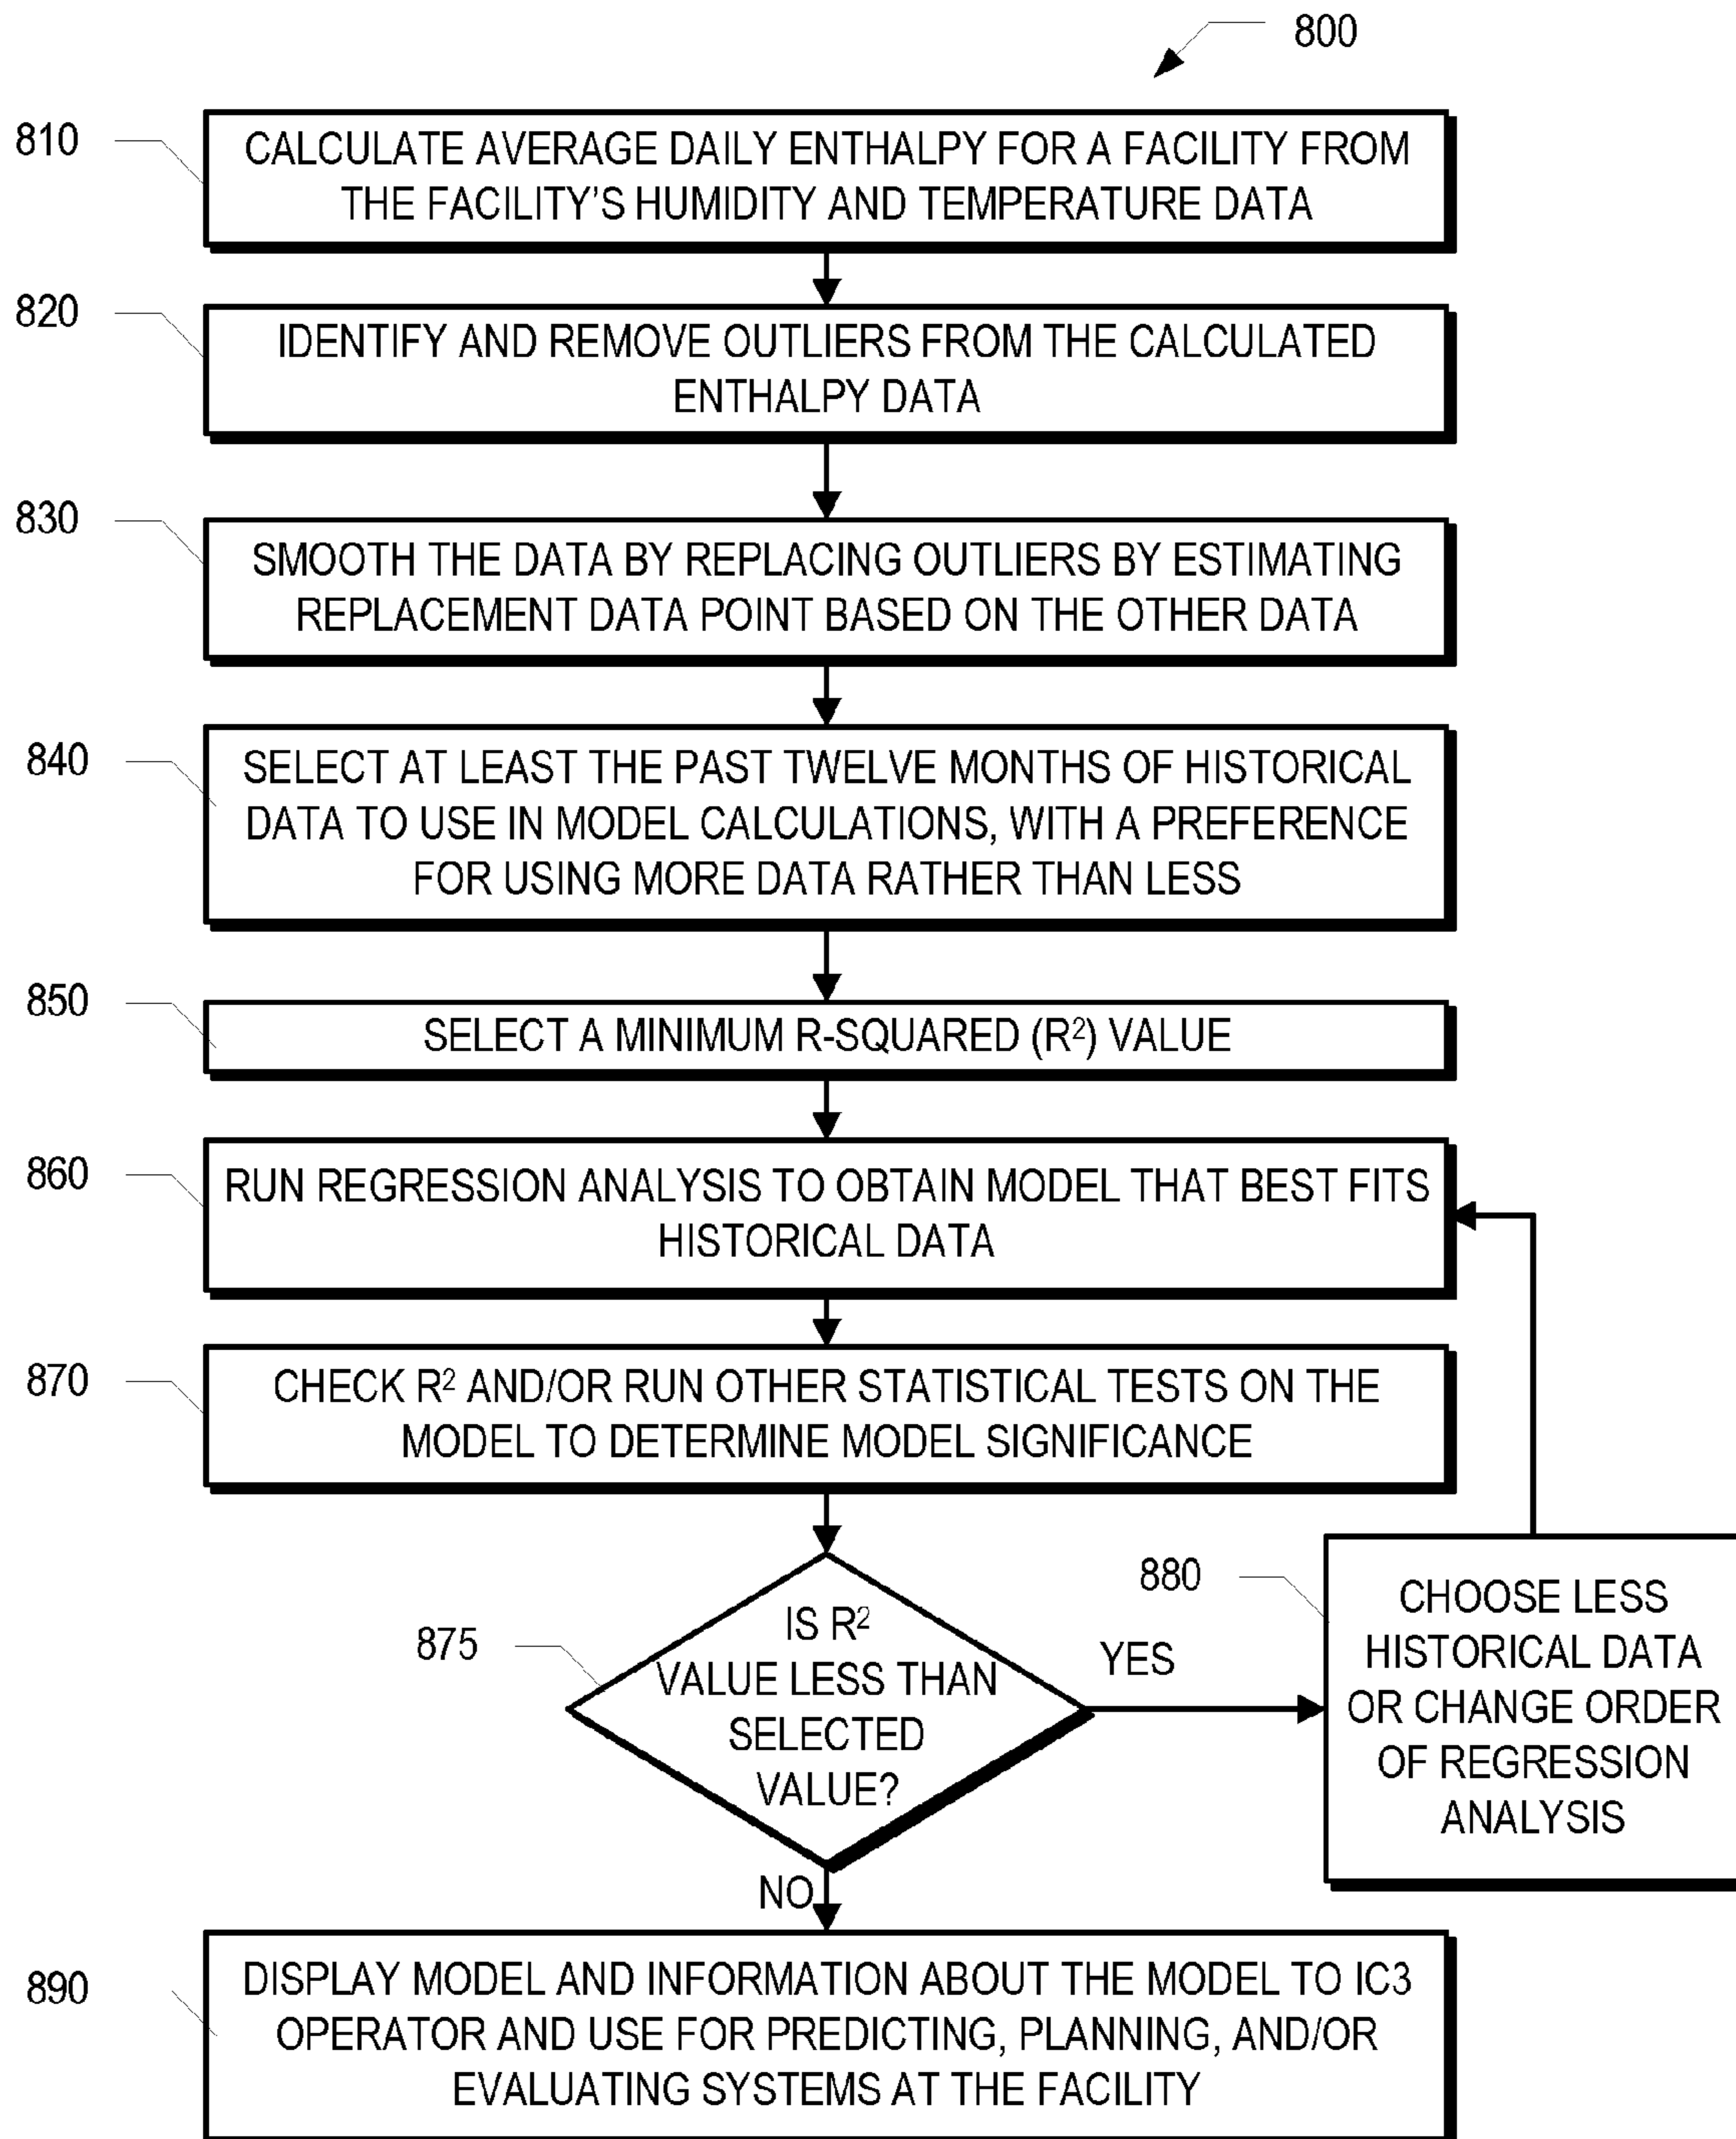 800
810
CALCULATE AVERAGE DAILY ENTHALPY FOR A FACILITY FROM
THE FACILITY'S HUMIDITY AND TEMPERATURE DATA
820
IDENTIFY AND REMOVE OUTLIERS FROM THE CALCULATED
ENTHALPY DATA
830
SMOOTH THE DATA BY REPLACING OUTLIERS BY ESTIMATING
REPLACEMENT DATA POINT BASED ON THE OTHER DATA
840
SELECT AT LEAST THE PAST TWELVE MONTHS OF HISTORICAL
DATA TO USE IN MODEL CALCULATIONS, WITH A PREFERENCE
FOR USING MORE DATA RATHER THAN LESS
850
SELECT A MINIMUM R-SQUARED (R²) VALUE
860
RUN REGRESSION ANALYSIS TO OBTAIN MODEL THAT BEST FITS
HISTORICAL DATA
870
CHECK R² AND/OR RUN OTHER STATISTICAL TESTS ON THE
MODEL TO DETERMINE MODEL SIGNIFICANCE
875
IS R²
VALUE LESS THAN
SELECTED
VALUE?
YES
880
CHOOSE LESS
HISTORICAL DATA
OR CHANGE ORDER
OF REGRESSION
ANALYSIS
NO
890
DISPLAY MODEL AND INFORMATION ABOUT THE MODEL TO IC3
OPERATOR AND USE FOR PREDICTING, PLANNING, AND/OR
EVALUATING SYSTEMS AT THE FACILITY